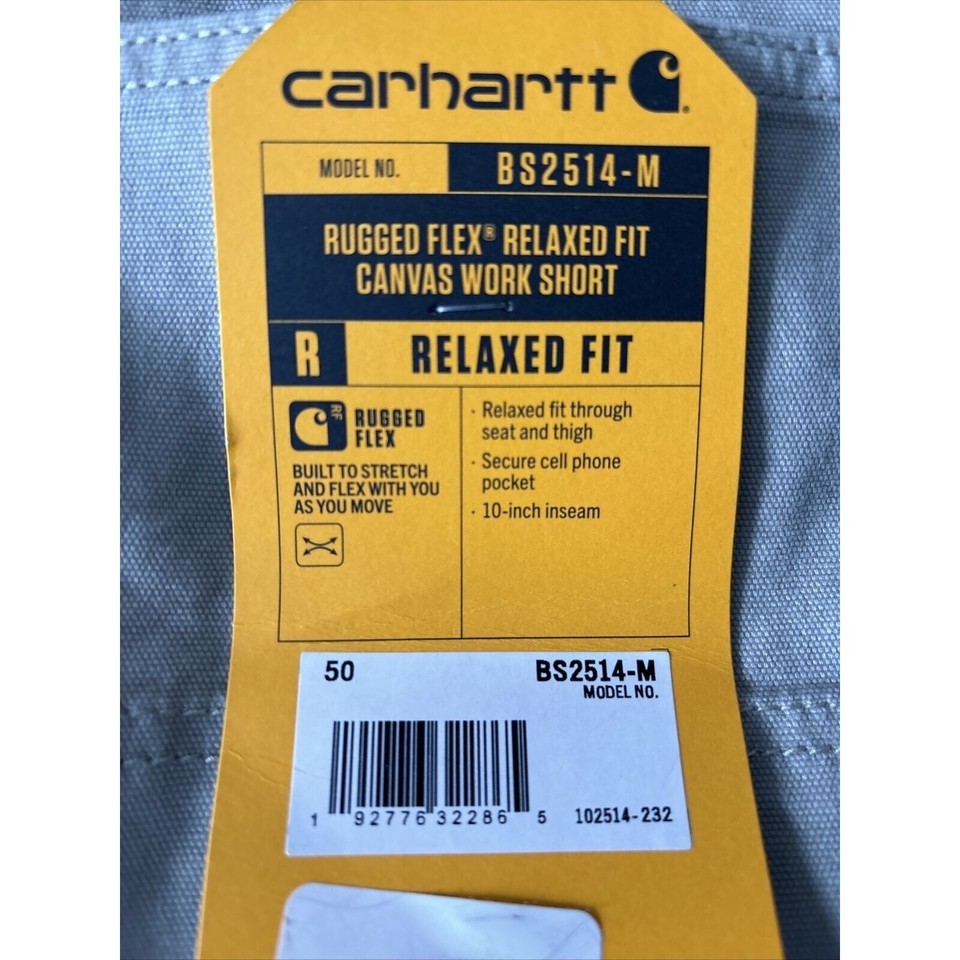 carhartt
MODEL NO. BS2514-M
RUGGED FLEX® RELAXED FIT
CANVAS WORK SHORT
R RELAXED FIT
RF
RUGGED
FLEX
BUILT TO STRETCH
AND FLEX WITH YOU
AS YOU MOVE
· Relaxed fit through
seat and thigh
· Secure cell phone
pocket
· 10-inch inseam
50 BS2514-M
MODEL NO.
1 92776 32286 5 102514-232